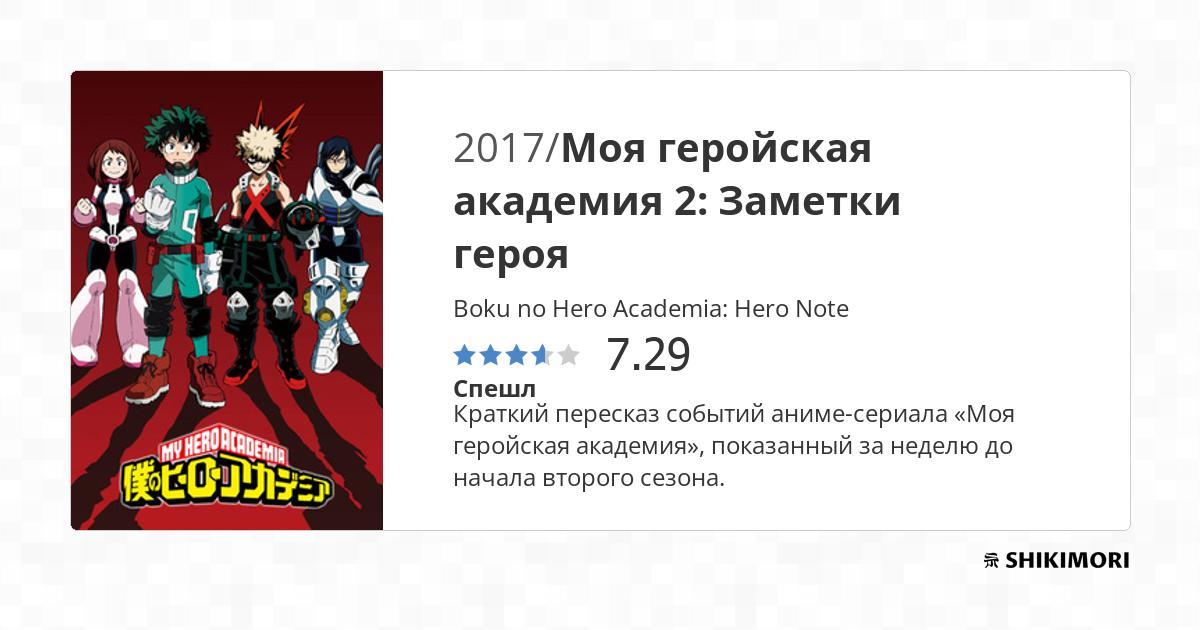 2017/Моя геройская
академия 2: Заметки
героя
Boku no Hero Academia: Hero Note
7.29
Спешл
Краткий пересказ событий аниме-сериала «Моя
геройская академия», показанный за неделю до
начала второго сезона.
MY HERO ACADEMIA
僕のヒーローアカデミア
SHIKIMORI